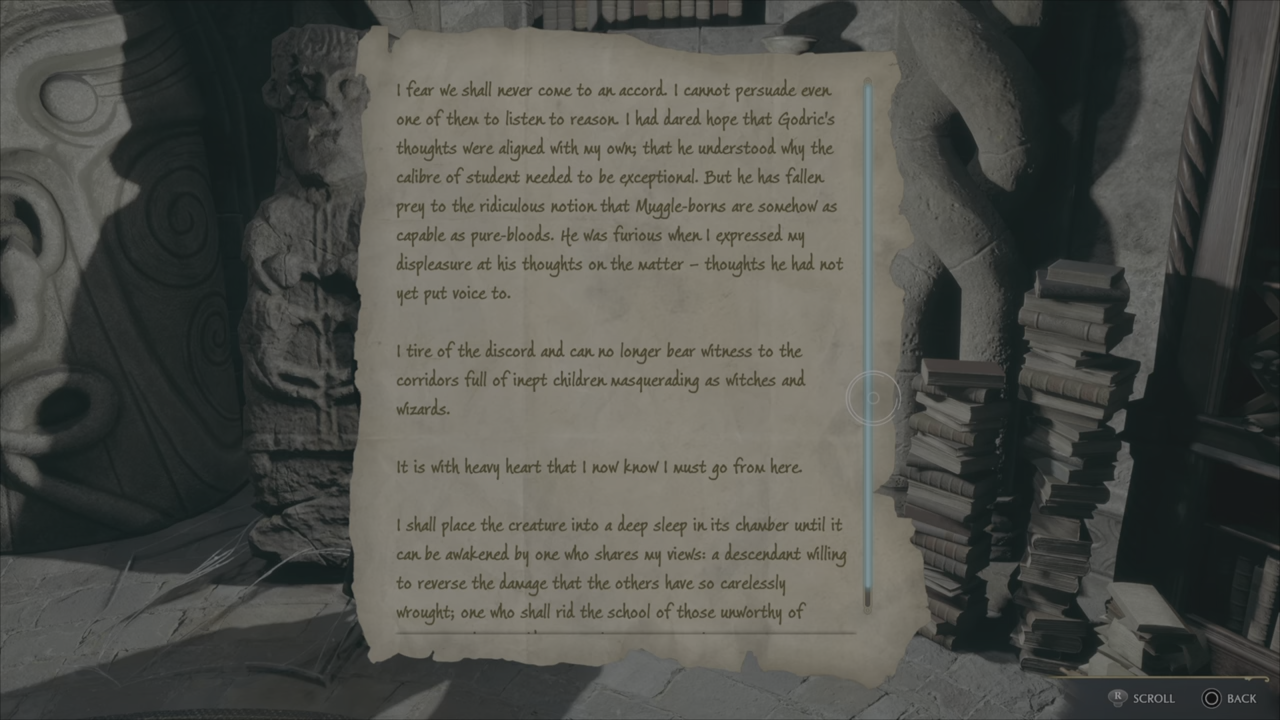 I fear we shall never come to an accord. I cannot persuade even
one of them to listen to reason. I had dared hope that Godric's
thoughts were aligned with my own; that he understood why the
calibre of student needed to be exceptional. But he has fallen
prey to the ridiculous notion that Muggle-borns are somehow as
capable as pure-bloods. He was furious when I expressed my
displeasure at his thoughts on the matter – thoughts he had not
yet put voice to.
I tire of the discord and can no longer bear witness to the
corridors full of inept children masquerading as witches and
wizards.
It is with heavy heart that I now know I must go from here.
I shall place the creature into a deep sleep in its chamber until it
can be awakened by one who shares my views: a descendant willing
to reverse the damage that the others have so carelessly
wrought; one who shall rid the school of those unworthy of
R SCROLL
BACK